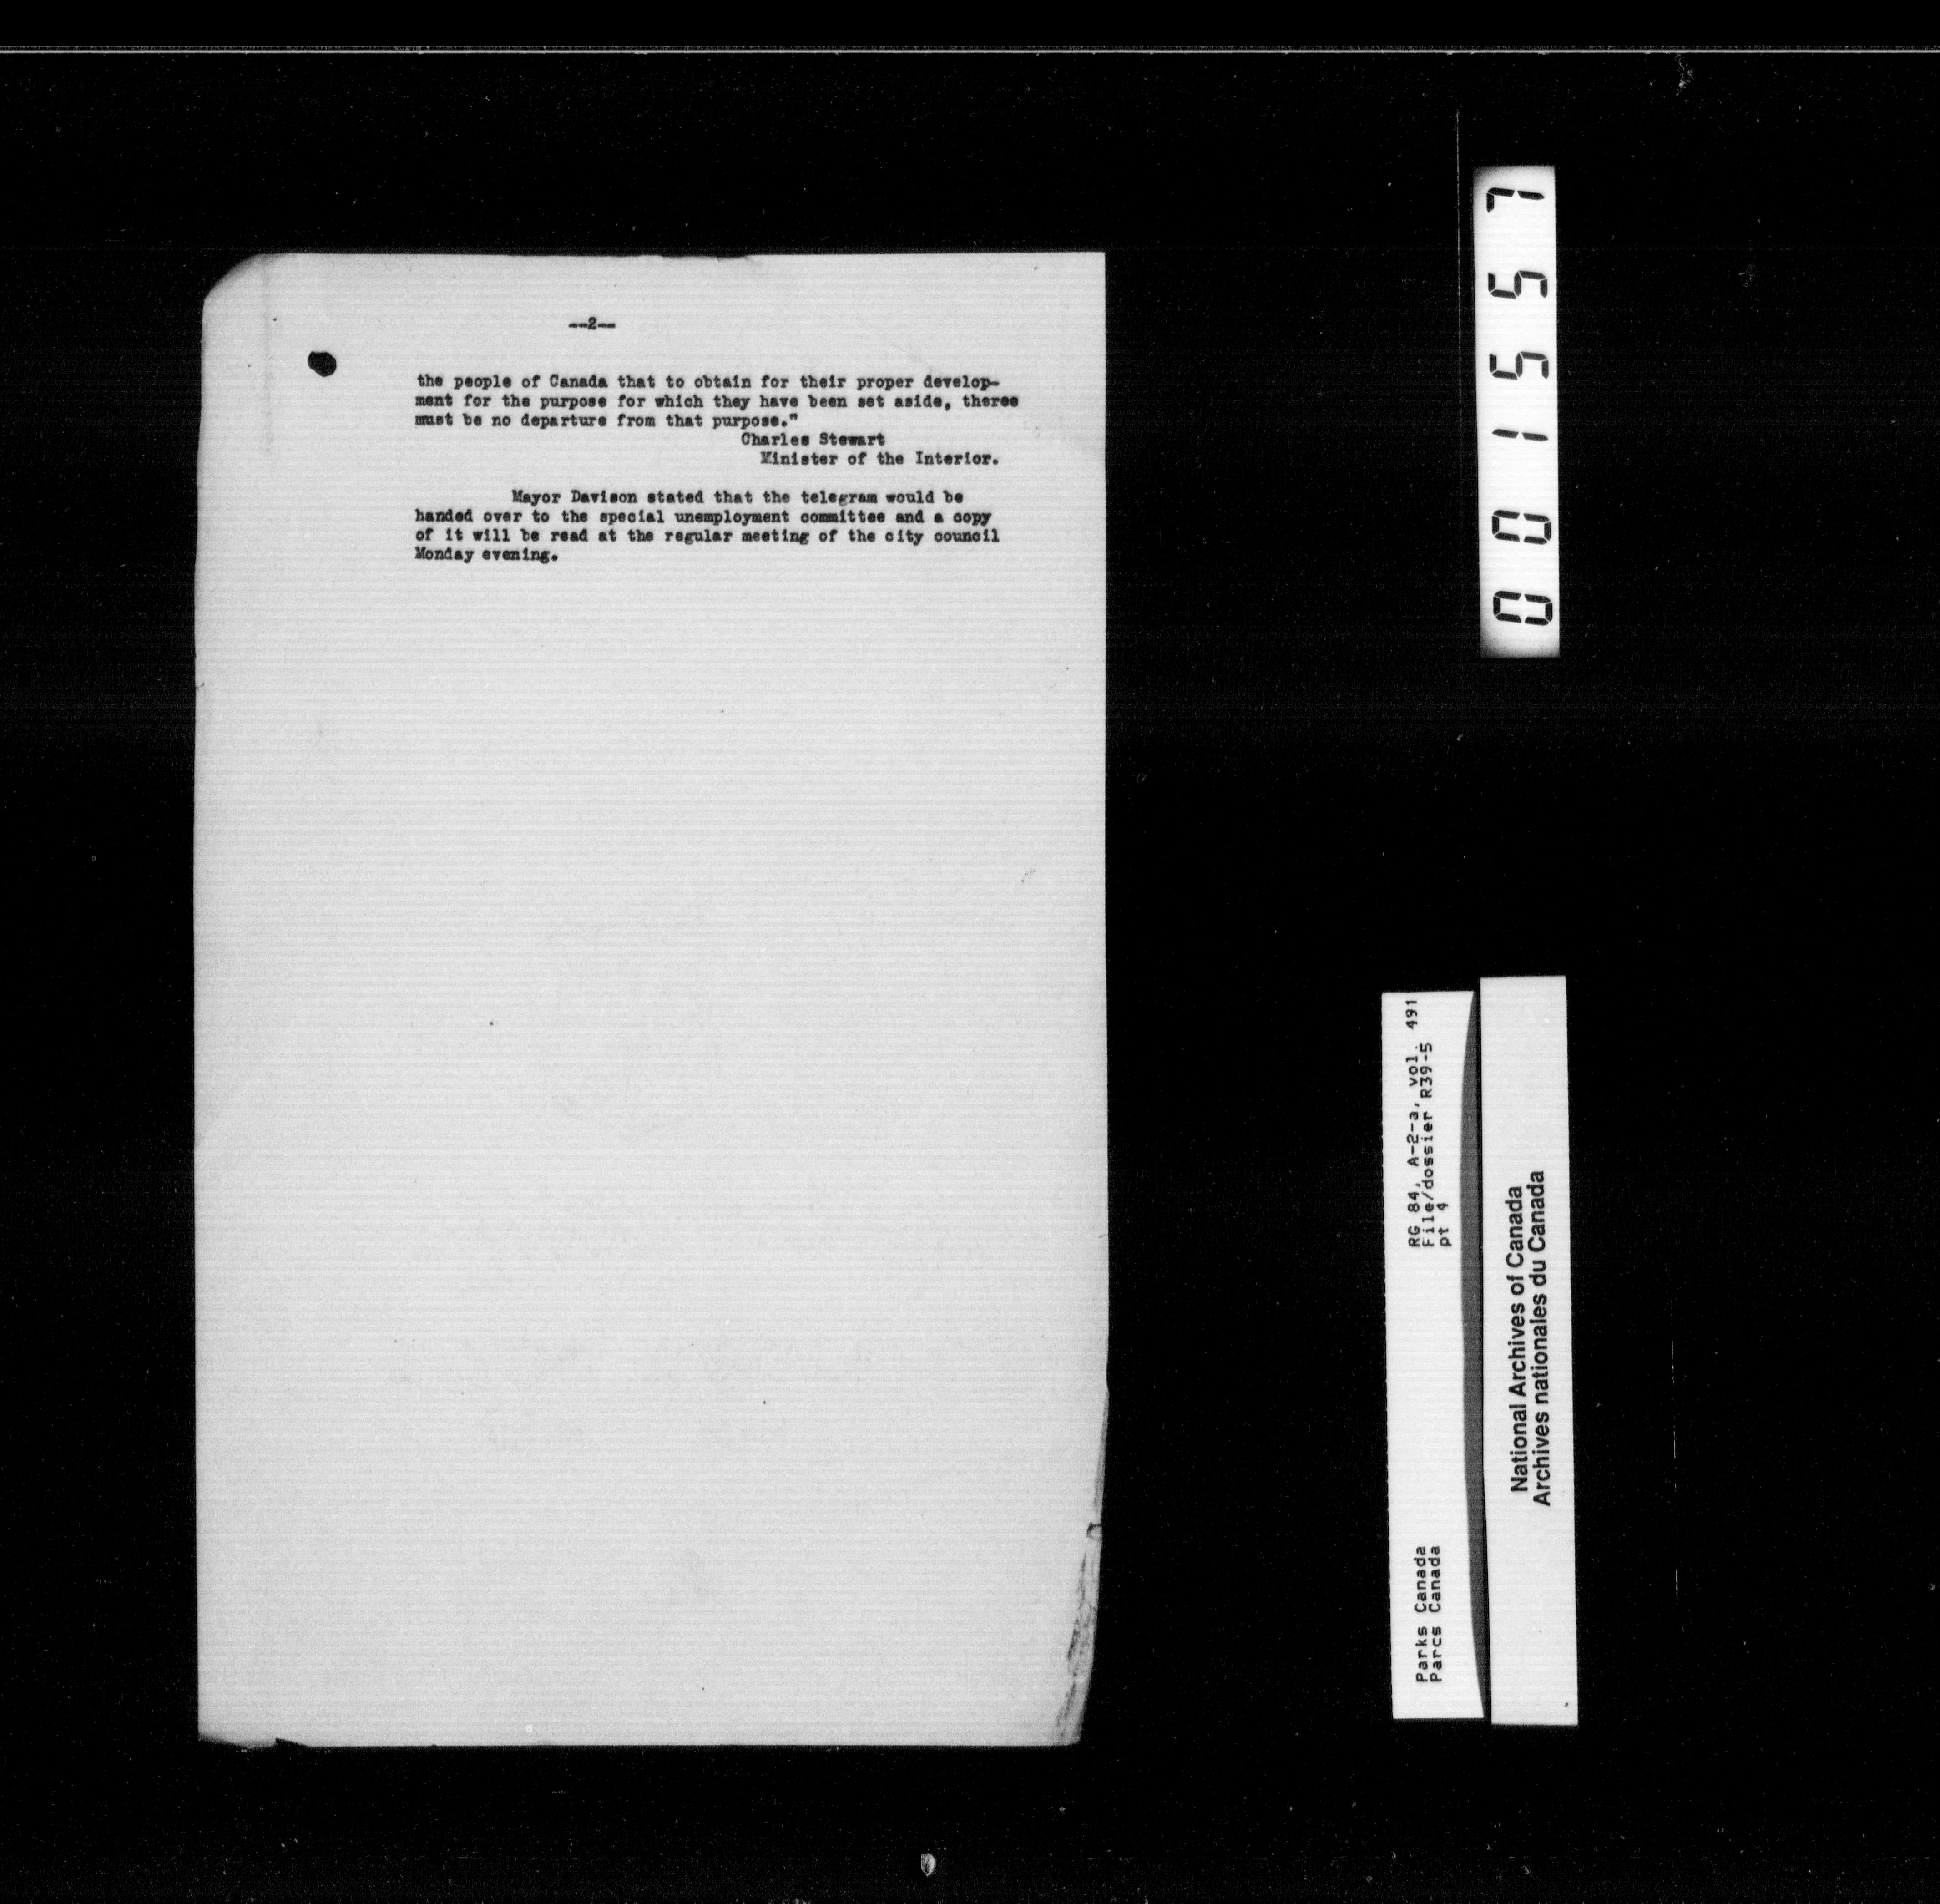 --2--
the people of Canada that to obtain for their proper develop-
ment for the purpose for which they have been set aside, theree
must be no departure from that purpose."
Charles Stewart
Minister of the Interior.
Mayor Davison stated that the telegram would be
handed over to the special unemployment committee and a copy
of it will be read at the regular meeting of the city council
Monday evening.
001557
RG 84, A-2-a, vol. 491
File/dossier R39-5
pt 4
Parks Canada
Parcs Canada
National Archives of Canada
Archives nationales du Canada